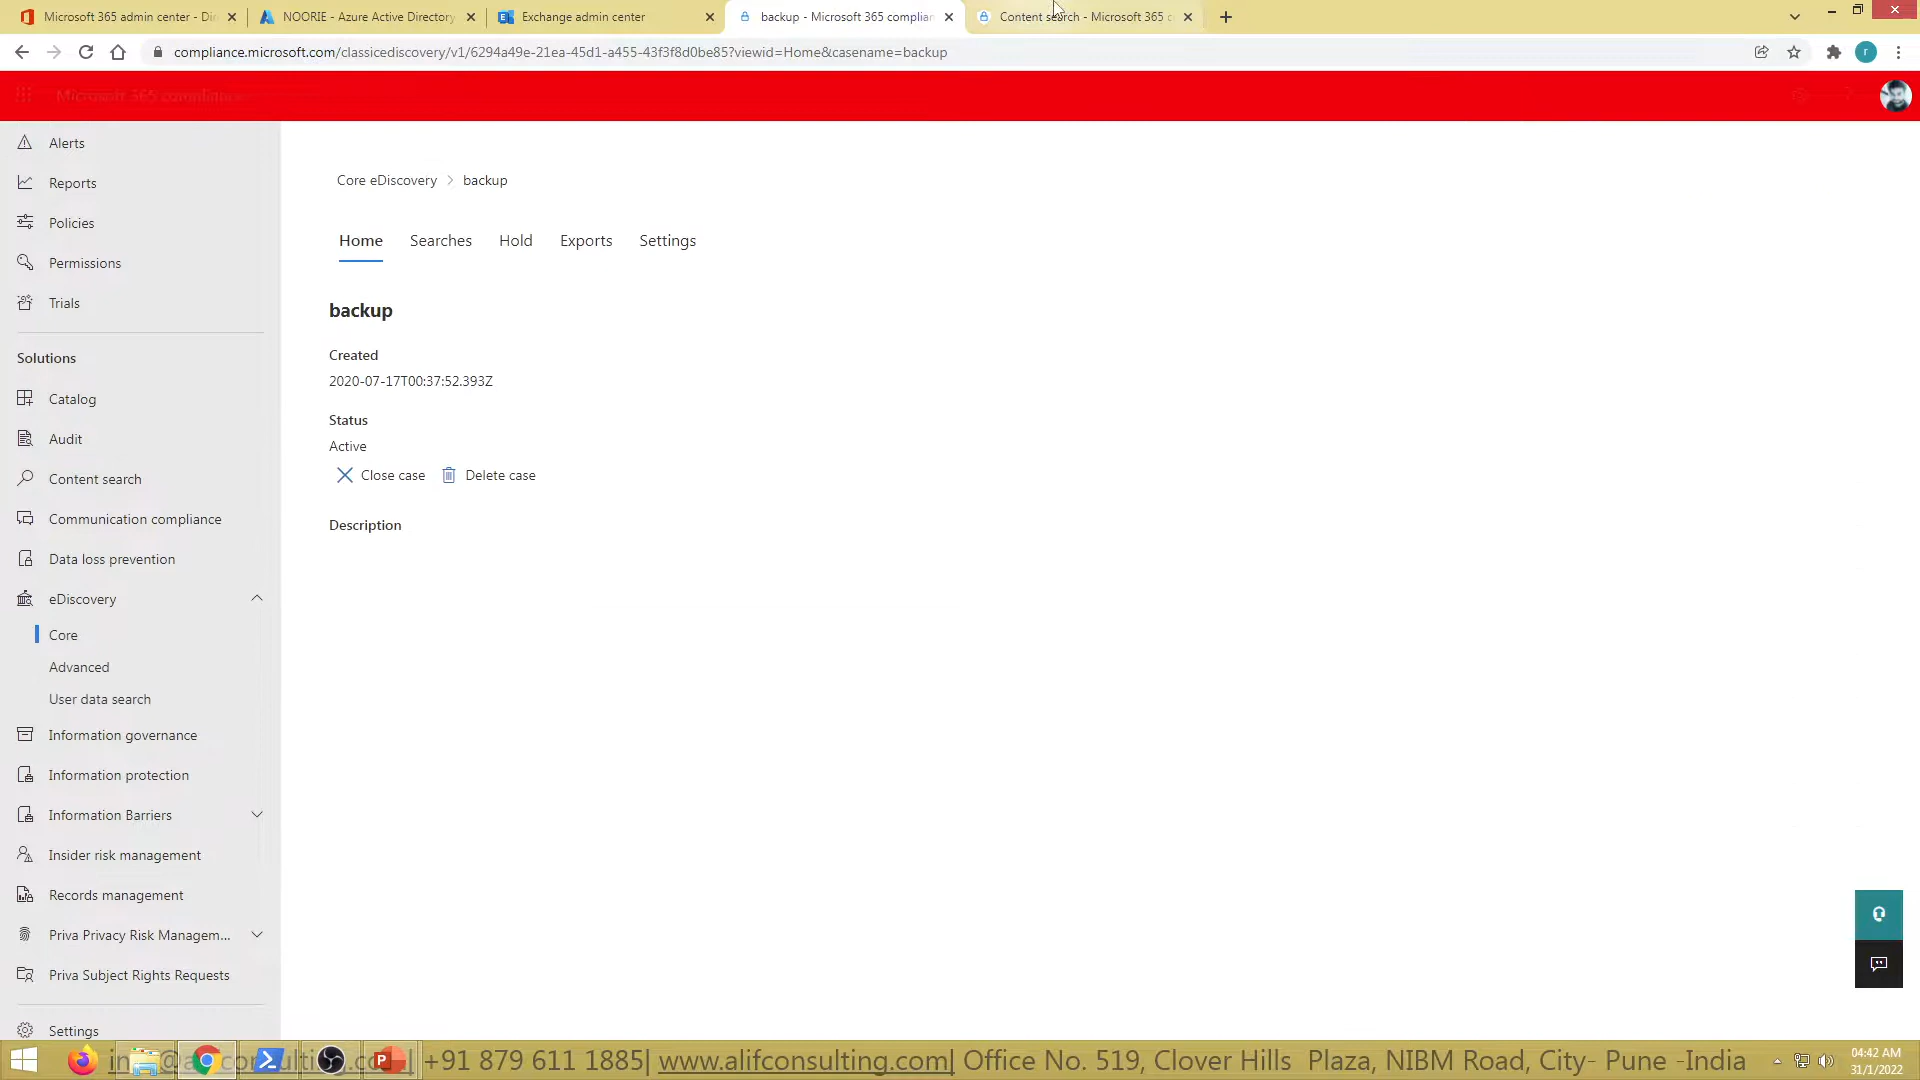 Microsoft 365 admin center - Di
NOORIE - Azure Active Directory
Exchange admin center
backup - Microsoft 365 complian
Content search - Microsoft 365 c
compliance.microsoft.com/classicediscovery/v1/6294a49e-21ea-45d1-a455-43f3f8d0be85?viewid=Home&casename=backup
r
Microsoft 365 compliance
Alerts
Reports
Policies
Permissions
Trials
Solutions
Catalog
Audit
Content search
Communication compliance
Data loss prevention
eDiscovery
Core
Advanced
User data search
Information governance
Information protection
Information Barriers
Insider risk management
Records management
Priva Privacy Risk Managem...
Priva Subject Rights Requests
Settings
Core eDiscovery > backup
Home Searches Hold Exports Settings
backup
Created
2020-07-17T00:37:52.393Z
Status
Active
Close case Delete case
Description
+91 879 611 1885| www.alifconsulting.com| Office No. 519, Clover Hills Plaza, NIBM Road, City- Pune -India
04:42 AM
31/1/2022